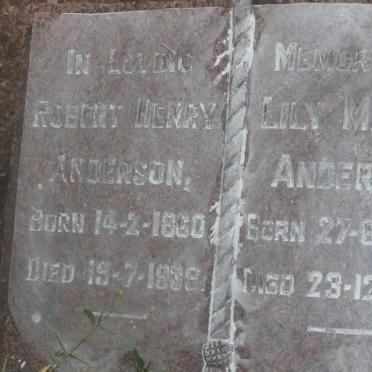 IN LOVING
ROBERT HENRY
ANDERSON.
BORN 14-2-1860
DIED 19-7-1939.
MEMOR
LILY M
ANDER
BORN 27-
DIED 23-12